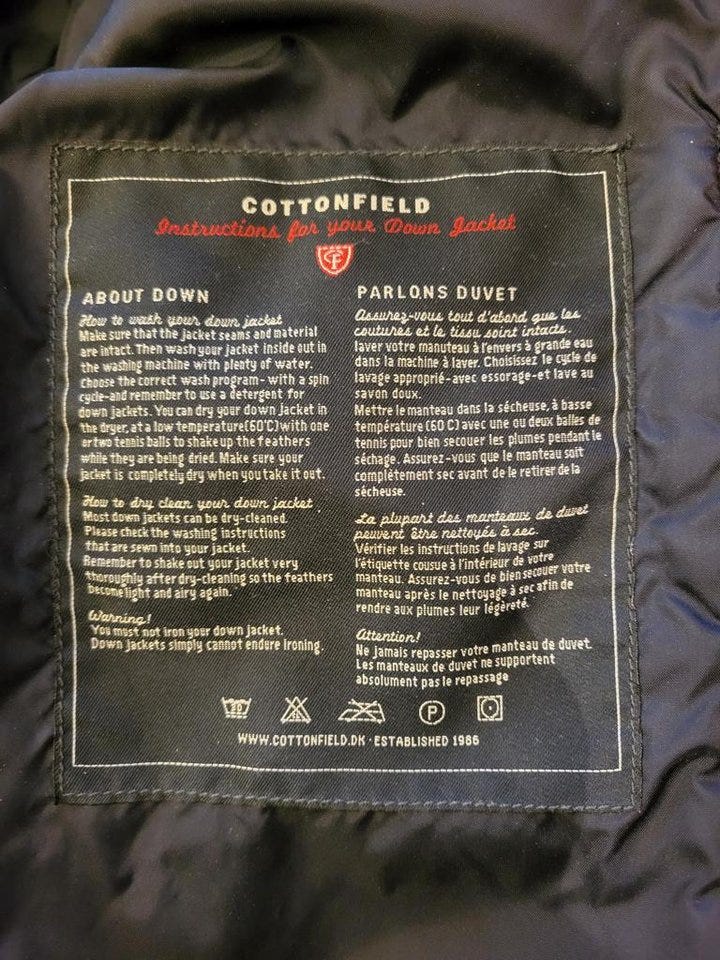 COTTONFIELD
Instructions for your Down Jacket
CF
ABOUT DOWN
How to wash your down jacket
Make sure that the jacket seams and material
are intact. Then wash your jacket inside out in
the washing machine with plenty of water.
Choose the correct wash program- with a spin
cycle-and remember to use a detergent for
down jackets. You can dry your down Jacket in
the dryer, at a low temperature(60°C)with one
or two tennis balls to shake up the feathers
while they are being dried. Make sure your
jacket is completely dry when you take it out.
How to dry clean your down jacket
Most down jackets can be dry-cleaned.
Please check the washing instructions
that are sewn into your jacket.
Remember to shake out your jacket very
thoroughly after dry-cleaning so the feathers
become light and airy again.
Warning!
You must not iron your down jacket.
Down jackets simply cannot endure ironing.
PARLONS DUVET
Assurez-vous tout d'abord que les
coutures et le tissu soint intacts.
laver votre manuteau à l'envers à grande eau
dans la machine à laver. Choisissez le cycle de
lavage approprié-avec essorage-et lave au
savon doux.
Mettre le manteau dans la sécheuse, à basse
température (60 C) avec une ou deux balles de
tennis pour bien secouer les plumes pendant le
séchage. Assurez-vous que le manteau soit
complètement sec avant de le retirer de la
sécheuse.
La plupart des manteaux de duvet
peuvent être nettoyés à sec.
Vérifier les instructions de lavage sur
l'étiquette cousue à l'intérieur de votre
manteau. Assurez-vous de bien secouer votre
manteau après le nettoyage à sec afin de
rendre aux plumes leur légéreté.
Attention!
Ne jamais repasser votre manteau de duvet.
Les manteaux de duvet ne supportent
absolument pas le repassage
30 P
WWW.COTTONFIELD.DK · ESTABLISHED 1986